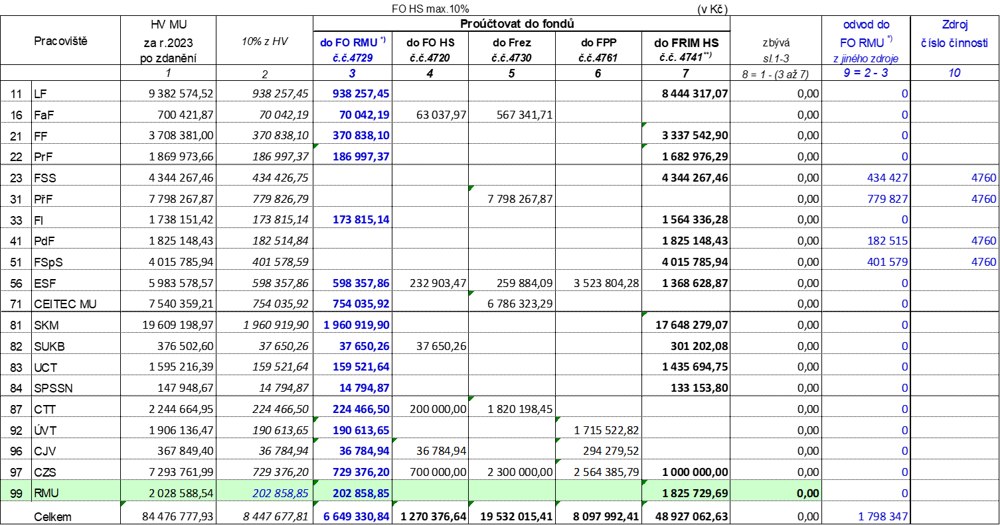 FO HS max.10% (v Kč)
HV MU Proúčtovat do fondů odvod do Zdroj
Pracoviště za r.2023 10% z HV do FO RMU *) do FO HS do Frez do FPP do FRIM HS zbývá FO RMU *) číslo činnosti
po zdanění č.č.4729 č.č.4720 č.č.4730 č.č.4761 č.č. 4741**) sl.1-3 z jiného zdroje
1 2 3 4 5 6 7 8 = 1 - (3 až 7) 9 = 2 - 3 10
11 LF 9 382 574,52 938 257,45 938 257,45 8 444 317,07 0,00 0
16 FaF 700 421,87 70 042,19 70 042,19 63 037,97 567 341,71 0,00 0
21 FF 3 708 381,00 370 838,10 370 838,10 3 337 542,90 0,00 0
22 PrF 1 869 973,66 186 997,37 186 997,37 1 682 976,29 0,00 0
23 FSS 4 344 267,46 434 426,75 4 344 267,46 0,00 434 427 4760
31 PřF 7 798 267,87 779 826,79 7 798 267,87 0,00 779 827 4760
33 FI 1 738 151,42 173 815,14 173 815,14 1 564 336,28 0,00 0
41 PdF 1 825 148,43 182 514,84 1 825 148,43 0,00 182 515 4760
51 FSpS 4 015 785,94 401 578,59 4 015 785,94 0,00 401 579 4760
56 ESF 5 983 578,57 598 357,86 598 357,86 232 903,47 259 884,09 3 523 804,28 1 368 628,87 0,00 0
71 CEITEC MU 7 540 359,21 754 035,92 754 035,92 6 786 323,29 0,00 0
81 SKM 19 609 198,97 1 960 919,90 1 960 919,90 17 648 279,07 0,00 0
82 SUKB 376 502,60 37 650,26 37 650,26 37 650,26 301 202,08 0,00 0
83 UCT 1 595 216,39 159 521,64 159 521,64 1 435 694,75 0,00 0
84 SPSSN 147 948,67 14 794,87 14 794,87 133 153,80 0,00 0
87 CTT 2 244 664,95 224 466,50 224 466,50 200 000,00 1 820 198,45 0,00 0
92 ÚVT 1 906 136,47 190 613,65 190 613,65 1 715 522,82 0,00 0
96 CJV 367 849,40 36 784,94 36 784,94 36 784,94 294 279,52 0,00 0
97 CZS 7 293 761,99 729 376,20 729 376,20 700 000,00 2 300 000,00 2 564 385,79 1 000 000,00 0,00 0
99 RMU 2 028 588,54 202 858,85 202 858,85 1 825 729,69 0,00 0
Celkem 84 476 777,93 8 447 677,81 6 649 330,84 1 270 376,64 19 532 015,41 8 097 992,41 48 927 062,63 0,00 1 798 347